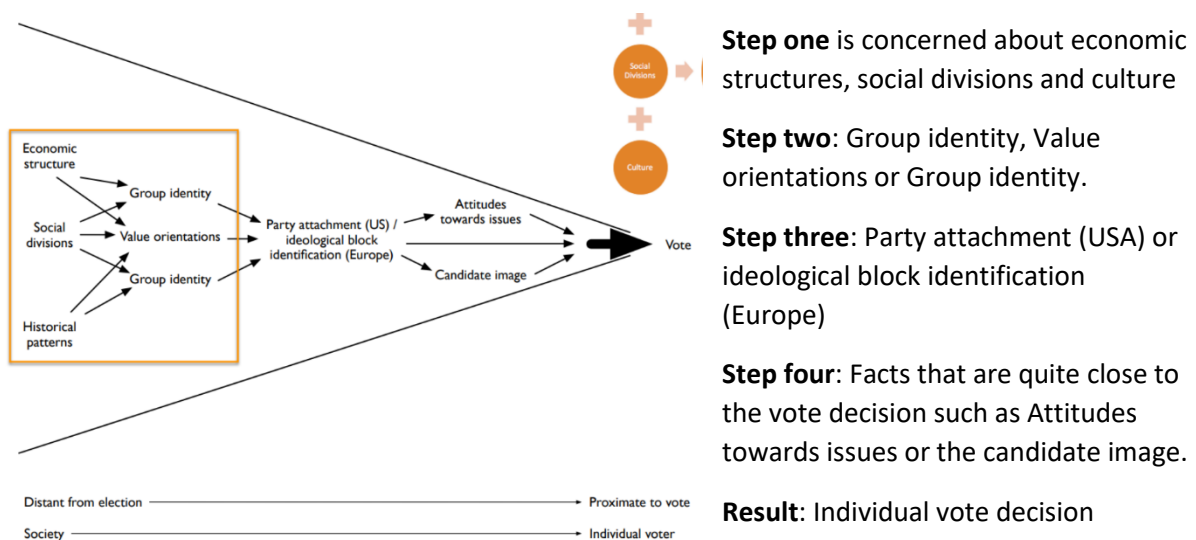 Social
Divisions
Culture
Economic
structure
Group identity
Social
divisions
Value orientations
Group identity
Historical
patterns
Party attachment (US) /
ideological block
identification (Europe)
Attitudes
towards issues
Candidate image
Vote
Distant from election
Proximate to vote
Society
Individual voter
Step one is concerned about economic
structures, social divisions and culture
Step two: Group identity, Value
orientations or Group identity.
Step three: Party attachment (USA) or
ideological block identification
(Europe)
Step four: Facts that are quite close to
the vote decision such as Attitudes
towards issues or the candidate image.
Result: Individual vote decision